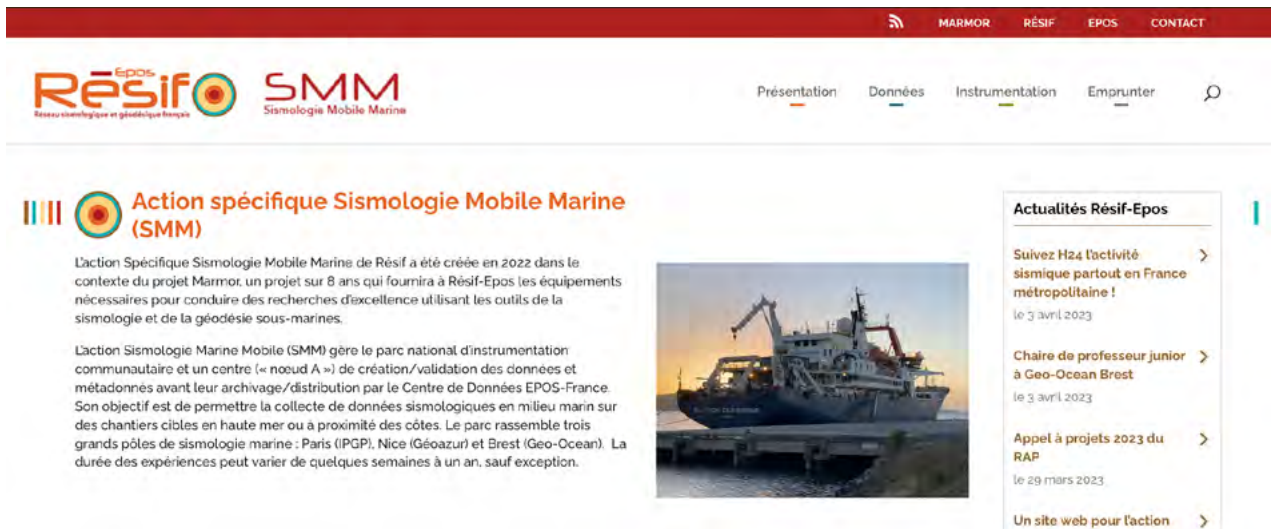 MARMOR RÉSIF EPOS CONTACT
Epos
Résif
Réseau sismologique et géodésique français
SMM
Sismologie Mobile Marine
Présentation Données Instrumentation Emprunter
Action spécifique Sismologie Mobile Marine
(SMM)
L'action Spécifique Sismologie Mobile Marine de Résif a été créée en 2022 dans le
contexte du projet Marmor, un projet sur 8 ans qui fournira à Résif-Epos les équipements
nécessaires pour conduire des recherches d'excellence utilisant les outils de la
sismologie et de la géodésie sous-marines.
L'action Sismologie Marine Mobile (SMM) gère le parc national d'instrumentation
communautaire et un centre (« nœud A ») de création/validation des données et
métadonnés avant leur archivage/distribution par le Centre de Données EPOS-France.
Son objectif est de permettre la collecte de données sismologiques en milieu marin sur
des chantiers cibles en haute mer ou à proximité des côtes. Le parc rassemble trois
grands pôles de sismologie marine : Paris (IPGP), Nice (Géoazur) et Brest (Geo-Ocean). La
durée des expériences peut varier de quelques semaines à un an, sauf exception.
Actualités Résif-Epos
Suivez H24 l'activité
sismique partout en France
métropolitaine !
le 3 avril 2023
Chaire de professeur junior
à Geo-Ocean Brest
le 3 avril 2023
Appel à projets 2023 du
RAP
le 29 mars 2023
Un site web pour l'action